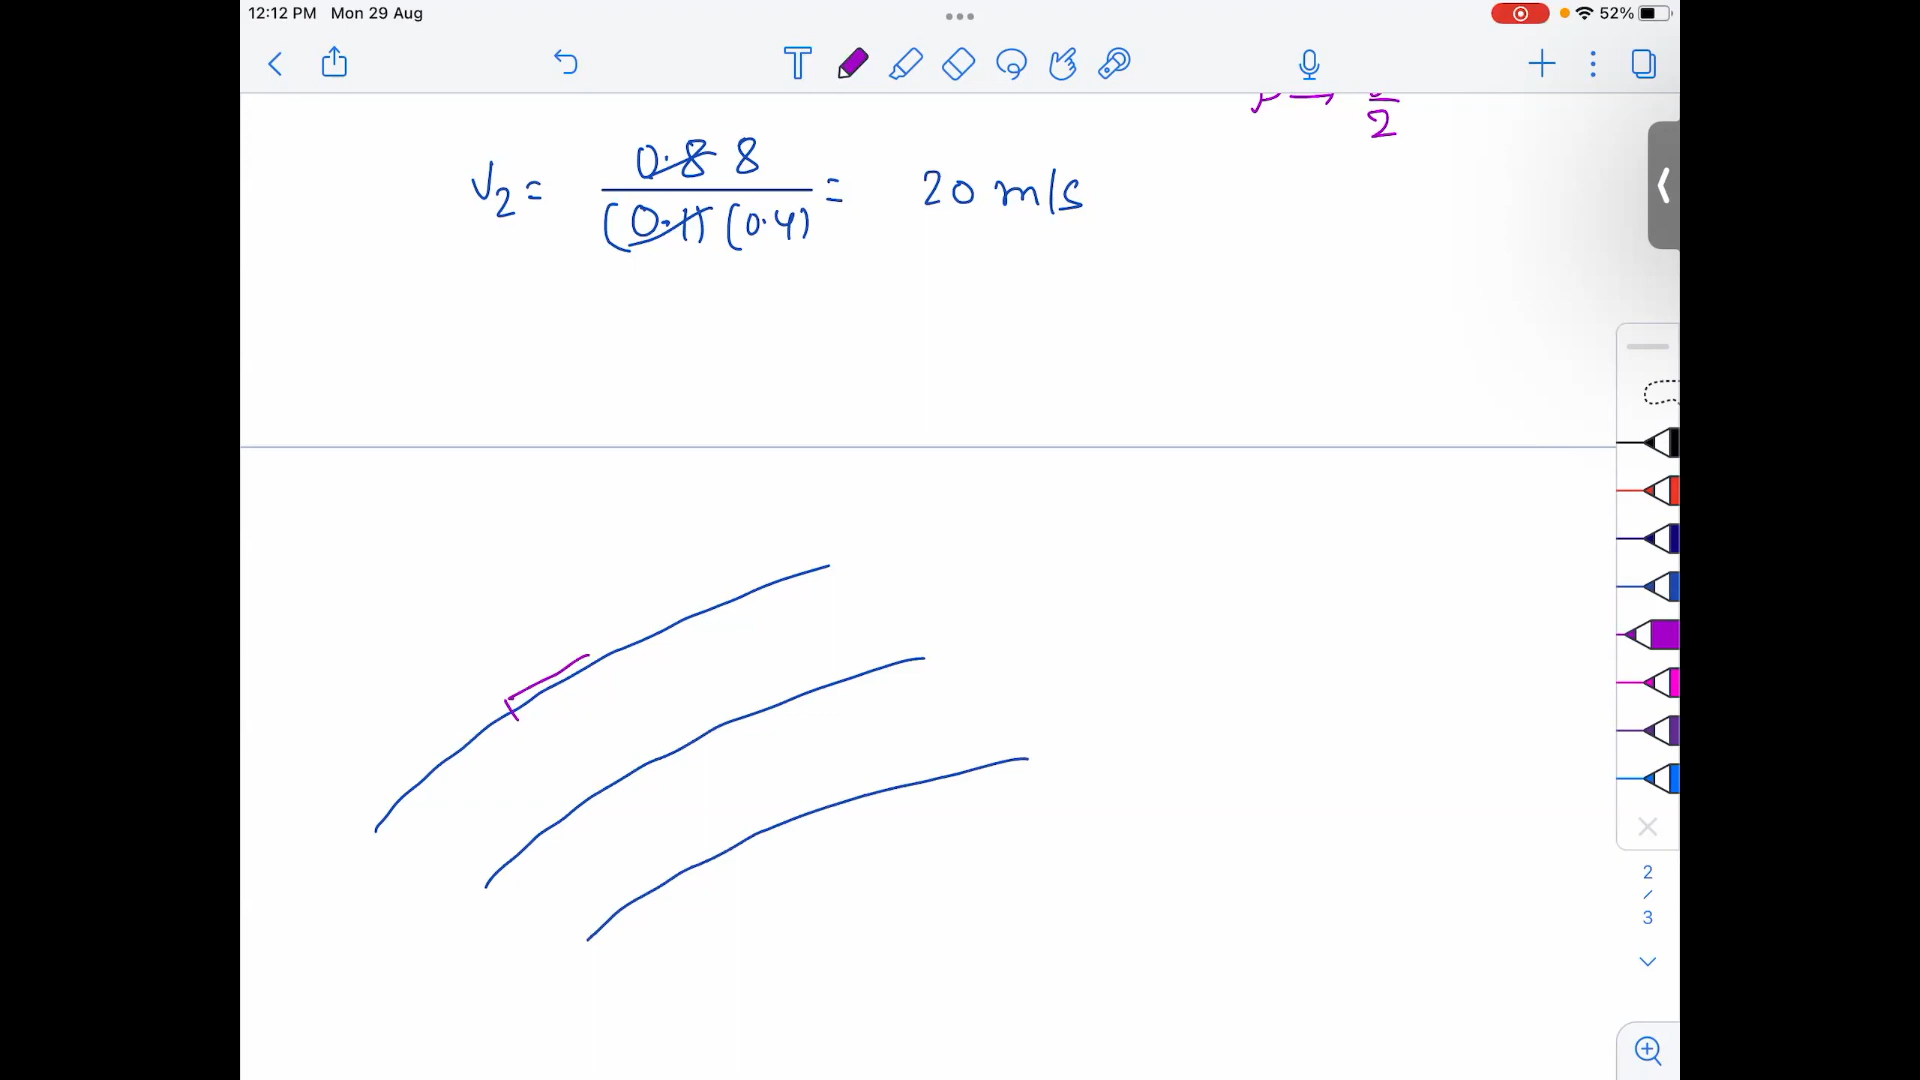 12:12 PM Mon 29 Aug
52%
T
2
V2 = 0.8 8 / (0.1) (0.4) = 20 m/s
2
/
3